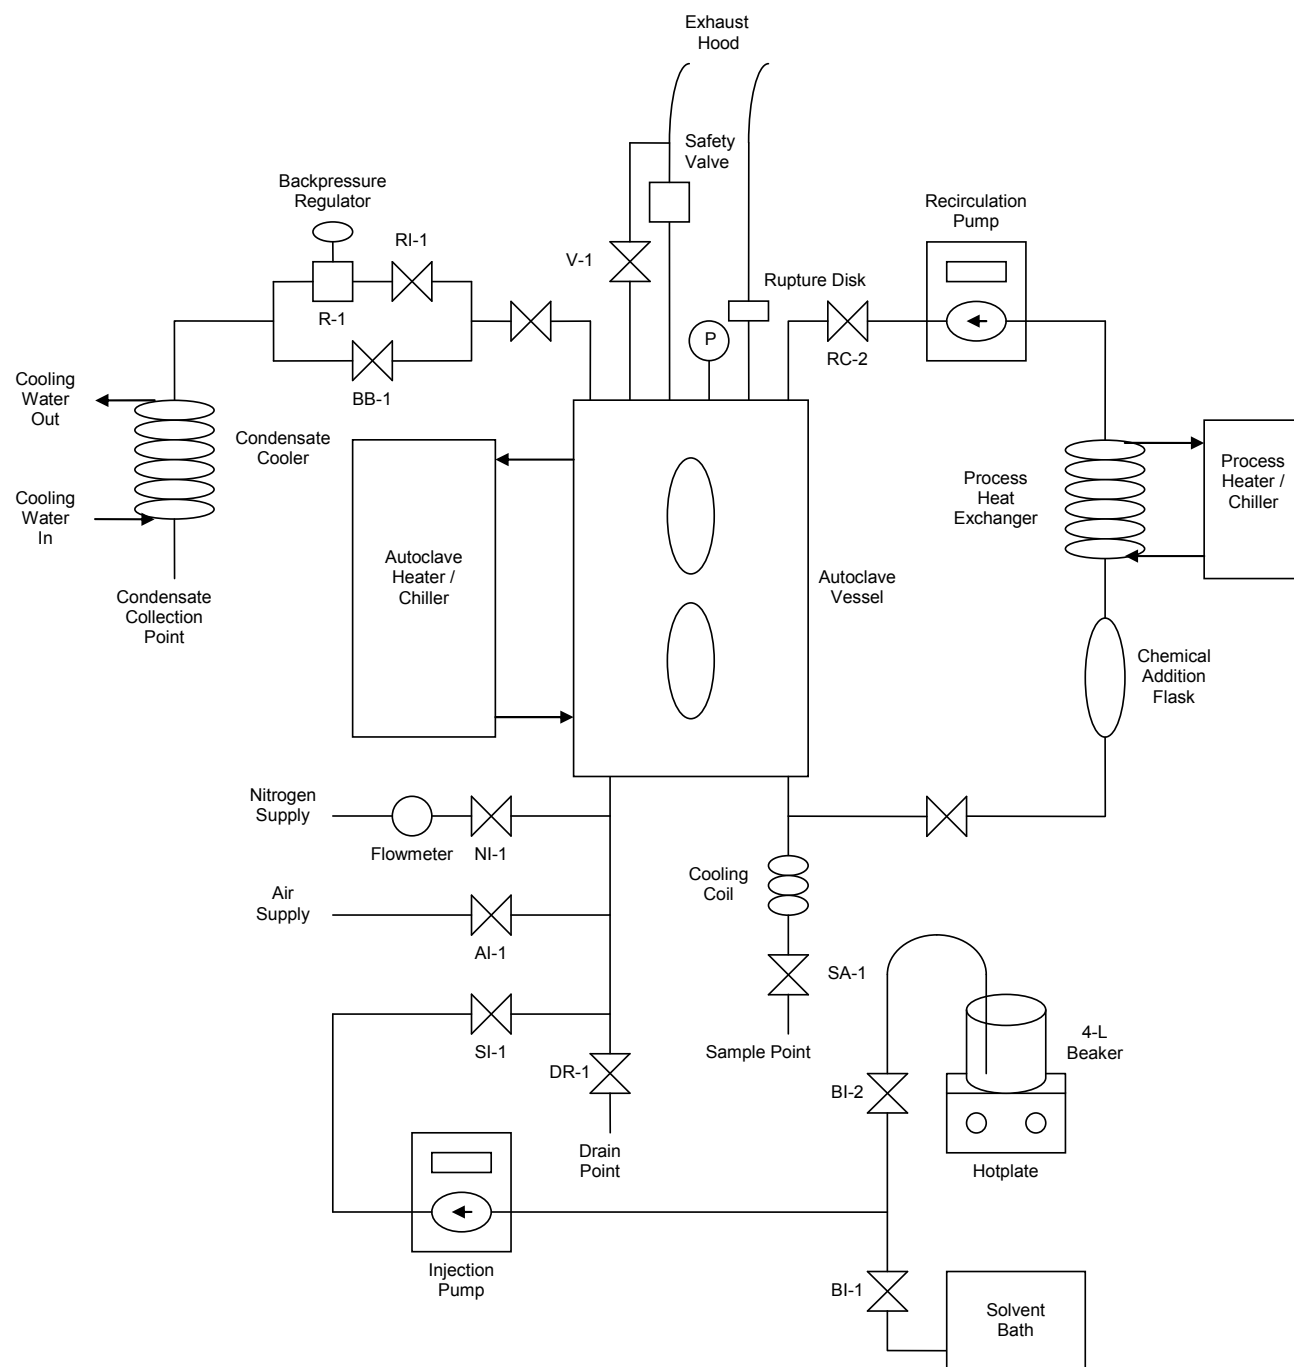 Exhaust
Hood
Safety
Valve
Backpressure
Regulator
RI-1
R-1
BB-1
V-1
Rupture Disk
P
Recirculation
Pump
RC-2
Cooling
Water
Out
Cooling
Water
In
Condensate
Cooler
Condensate
Collection
Point
Autoclave
Heater /
Chiller
Autoclave
Vessel
Process
Heat
Exchanger
Process
Heater /
Chiller
Chemical
Addition
Flask
Nitrogen
Supply
Flowmeter
NI-1
Air
Supply
AI-1
SI-1
DR-1
Drain
Point
Cooling
Coil
SA-1
Sample Point
4-L
Beaker
BI-2
Hotplate
Injection
Pump
BI-1
Solvent
Bath